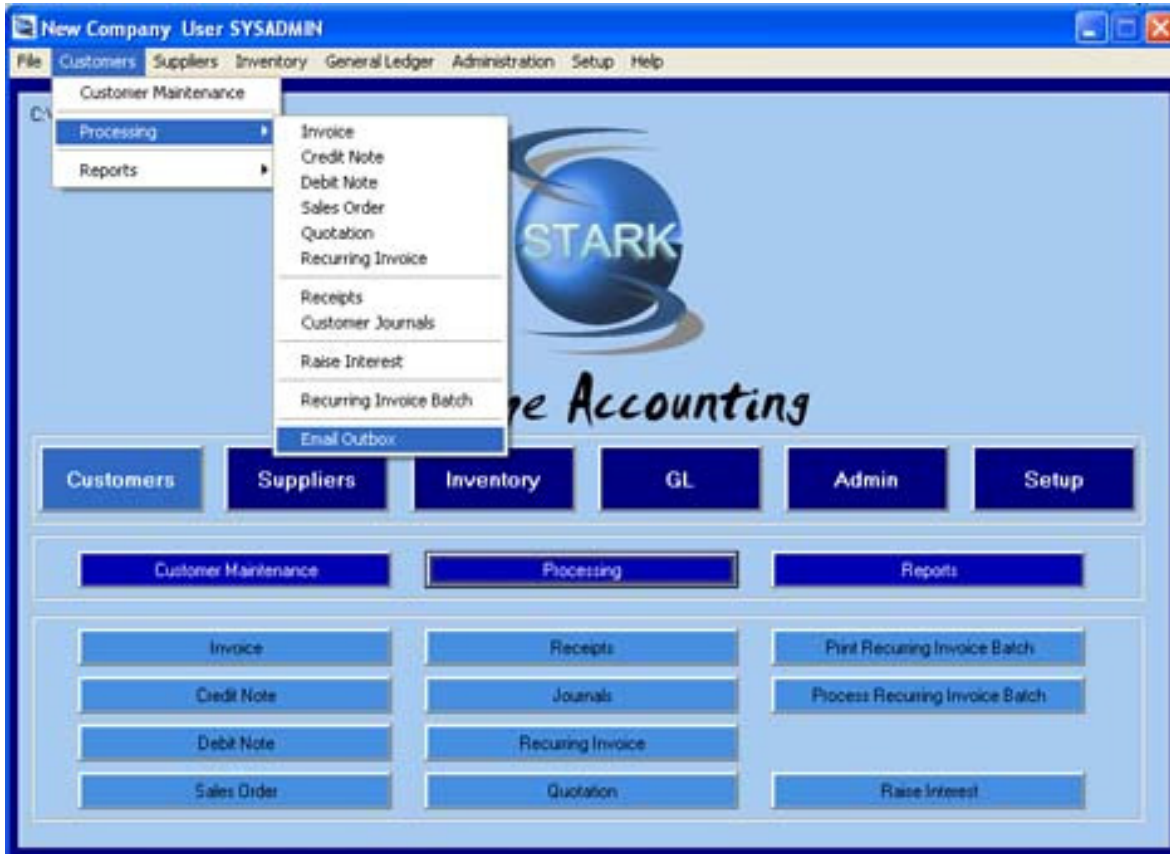 New Company User SYSADMIN
File Customers Suppliers Inventory General Ledger Administration Setup Help
Customer Maintenance
C:\
Processing
Reports
Invoice
Credit Note
Debit Note
Sales Order
Quotation
Recurring Invoice
Receipts
Customer Journals
Raise Interest
Recurring Invoice Batch
Email Outbox
STARK
Accounting
Customers Suppliers Inventory GL Admin Setup
Customer Maintenance Processing Reports
Invoice Receipts Print Recurring Invoice Batch
Credit Note Journals Process Recurring Invoice Batch
Debit Note Recurring Invoice
Sales Order Quotation Raise Interest